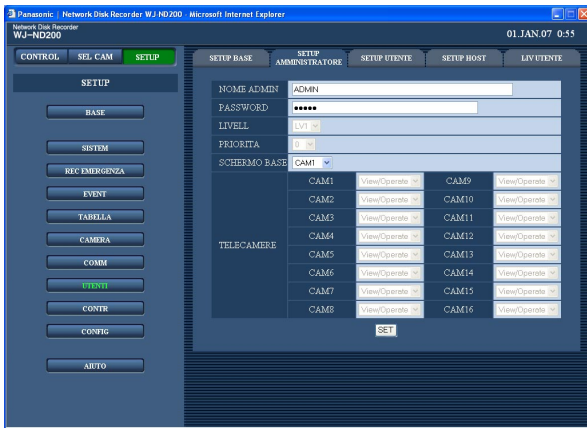 Panasonic | Network Disk Recorder WJ-ND200 - Microsoft Internet Explorer
Network Disk Recorder
WJ-ND200
01.JAN.07 0:55
CONTROL SEL CAM SETUP
SETUP BASE SETUP AMMINISTRATORE SETUP UTENTE SETUP HOST LIV UTENTE
SETUP
BASE
SISTEM
REC EMERGENZA
EVENT
TABELLA
CAMERA
COMM
UTENTI
CONTR
CONFIG
AIUTO
NOME ADMIN ADMIN
PASSWORD •••••
LIVELL LV1
PRIORITA 0
SCHERMO BASE CAM1
TELECAMERE
CAM1 View/Operate CAM9 View/Operate
CAM2 View/Operate CAM10 View/Operate
CAM3 View/Operate CAM11 View/Operate
CAM4 View/Operate CAM12 View/Operate
CAM5 View/Operate CAM13 View/Operate
CAM6 View/Operate CAM14 View/Operate
CAM7 View/Operate CAM15 View/Operate
CAM8 View/Operate CAM16 View/Operate
SET